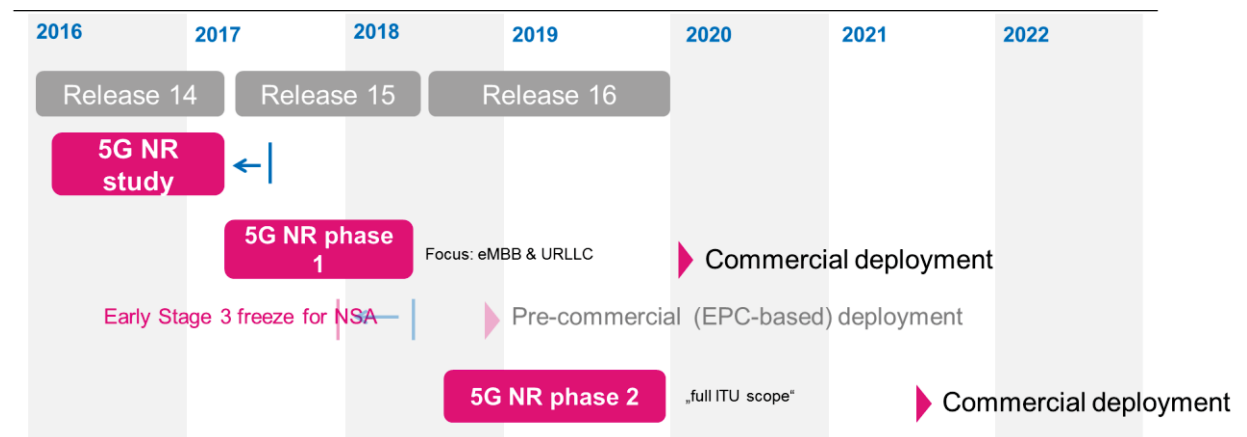 2016 2017 2018 2019 2020 2021 2022
Release 14 Release 15 Release 16
5G NR
study
5G NR phase
1
Focus: eMBB & URLLC
Commercial deployment
Early Stage 3 freeze for NSA
Pre-commercial (EPC-based) deployment
5G NR phase 2
„full ITU scope“
Commercial deployment